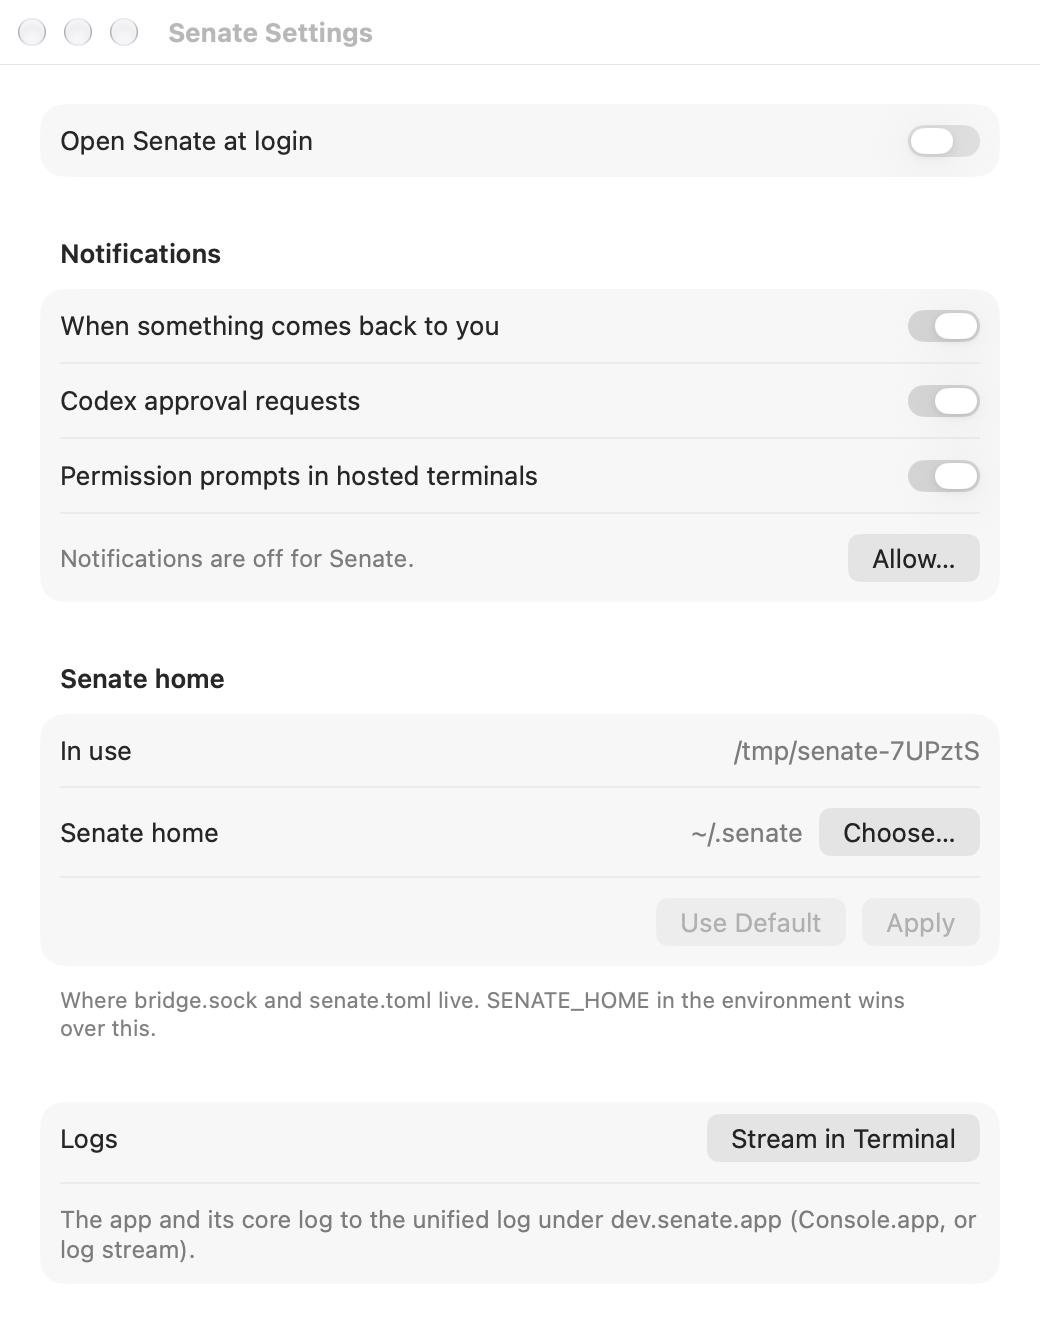 Senate Settings
Open Senate at login
Notifications
When something comes back to you
Codex approval requests
Permission prompts in hosted terminals
Notifications are off for Senate.
Allow...
Senate home
In use
/tmp/senate-7UPztS
Senate home
~/.senate
Choose...
Use Default
Apply
Where bridge.sock and senate.toml live. SENATE_HOME in the environment wins
over this.
Logs
Stream in Terminal
The app and its core log to the unified log under dev.senate.app (Console.app, or
log stream).